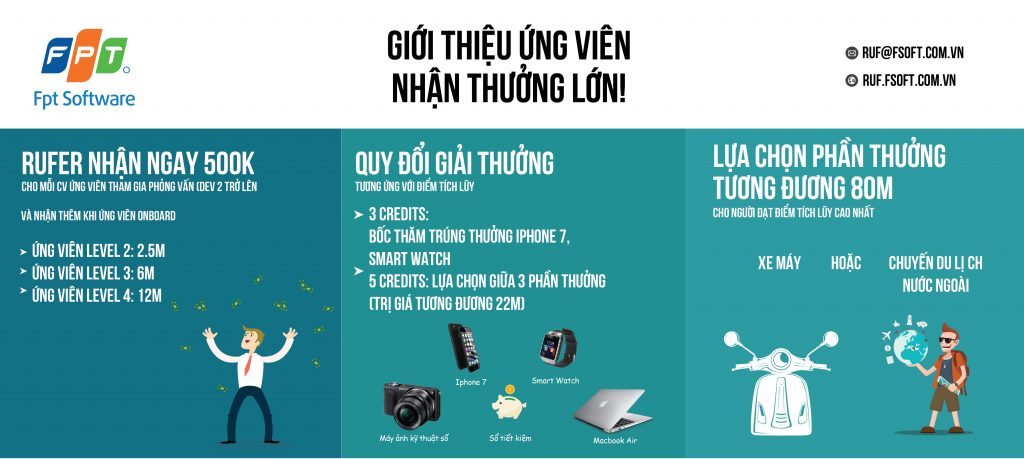 FPT
Fpt Software
GIỚI THIỆU ỨNG VIÊN
NHẬN THƯỞNG LỚN!
RUF@FSOFT.COM.VN
RUF.FSOFT.COM.VN
RUFER NHẬN NGAY 500K
CHO MỖI CV ỨNG VIÊN THAM GIA PHỎNG VẤN (DEV 2 TRỞ LÊN
VÀ NHẬN THÊM KHI ỨNG VIÊN ONBOARD
ỨNG VIÊN LEVEL 2: 2.5M
ỨNG VIÊN LEVEL 3: 6M
ỨNG VIÊN LEVEL 4: 12M
QUY ĐỔI GIẢI THƯỞNG
TƯƠNG ỨNG VỚI ĐIỂM TÍCH LŨY
3 CREDITS:
BỐC THĂM TRÚNG THƯỞNG IPHONE 7,
SMART WATCH
5 CREDITS: LỰA CHỌN GIỮA 3 PHẦN THƯỞNG
(TRỊ GIÁ TƯƠNG ĐƯƠNG 22M)
Iphone 7
Smart Watch
Máy ảnh kỹ thuật số
Sổ tiết kiêm
Macbook Air
LỰA CHỌN PHẦN THƯỞNG
TƯƠNG ĐƯƠNG 80M
CHO NGƯỜI ĐẠT ĐIỂM TÍCH LŨY CAO NHẤT
XE MÁY HOẶC CHUYẾN DU LỊ CH
NƯỚC NGOÀI